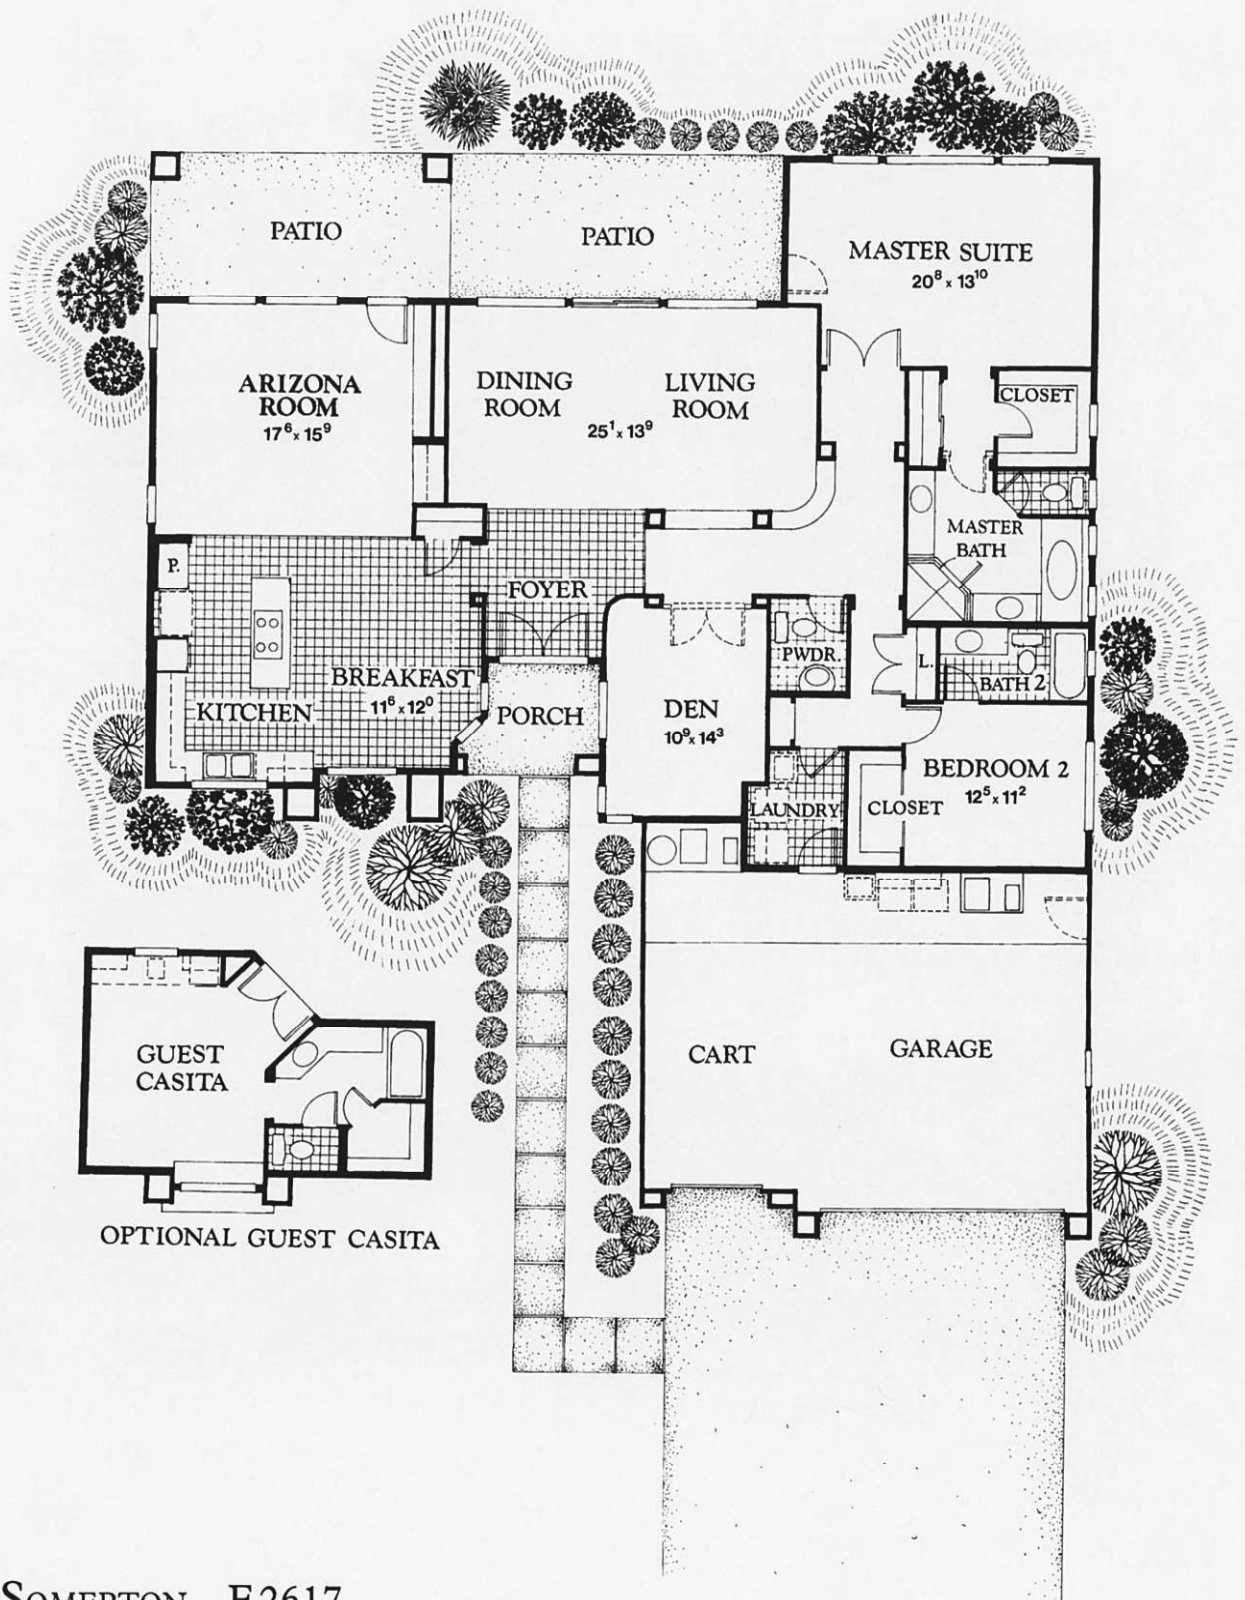 PATIO
PATIO
MASTER SUITE
20⁸ x 13¹⁰
ARIZONA
ROOM
17⁶ x 15⁹
DINING
ROOM
LIVING
ROOM
25¹ x 13⁹
CLOSET
MASTER
BATH
P.
FOYER
PWDR.
L.
BATH 2
BREAKFAST
11⁶ x 12⁰
KITCHEN
PORCH
DEN
10⁹ x 14³
BEDROOM 2
12⁵ x 11²
LAUNDRY
CLOSET
GUEST
CASITA
CART
GARAGE
OPTIONAL GUEST CASITA
SOMERTON E2617